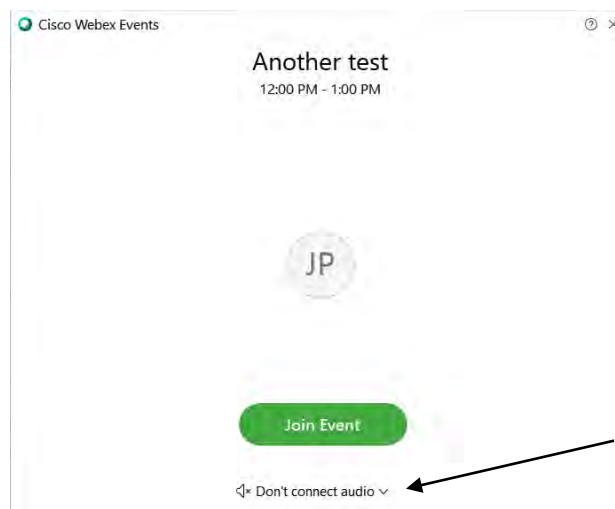 Cisco Webex Events
Another test
12:00 PM - 1:00 PM
JP
Join Event
Don't connect audio